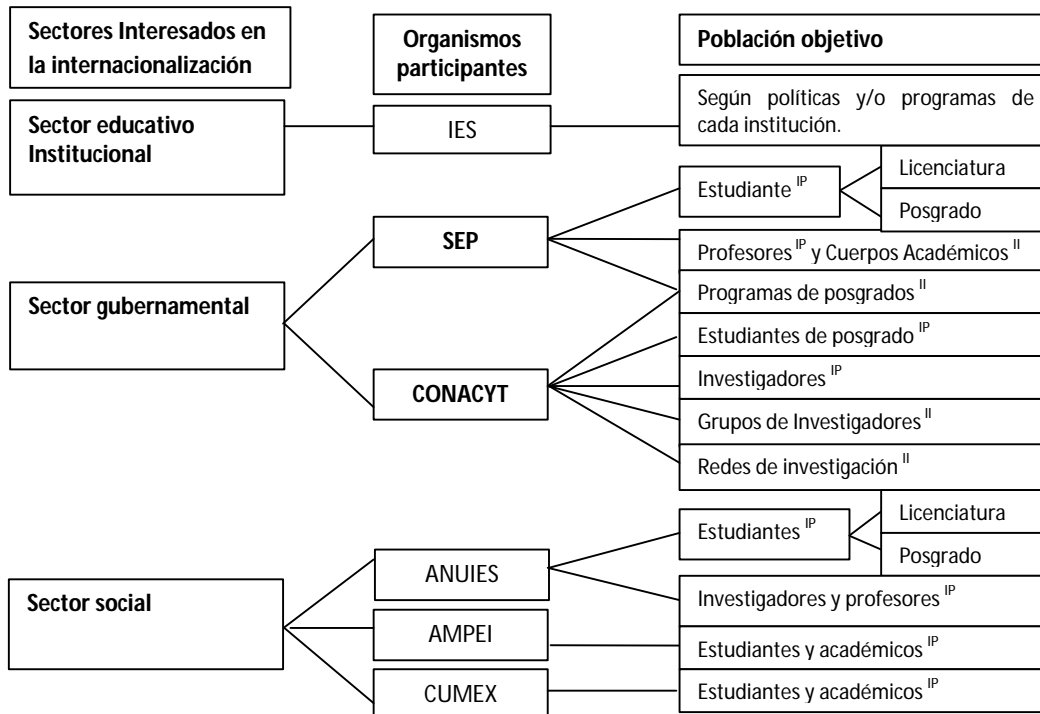 Sectores Interesados en
la internacionalización
Organismos
participantes
Población objetivo
Sector educativo
Institucional
IES
Según políticas y/o programas de
cada institución.
Estudiante IP
Licenciatura
Posgrado
SEP
Profesores IP y Cuerpos Académicos II
Sector gubernamental
Programas de posgrados II
Estudiantes de posgrado IP
CONACYT
Investigadores IP
Grupos de Investigadores II
Redes de investigación II
Estudiantes IP
Licenciatura
Posgrado
ANUIES
Sector social
Investigadores y profesores IP
AMPEI
Estudiantes y académicos IP
CUMEX
Estudiantes y académicos IP